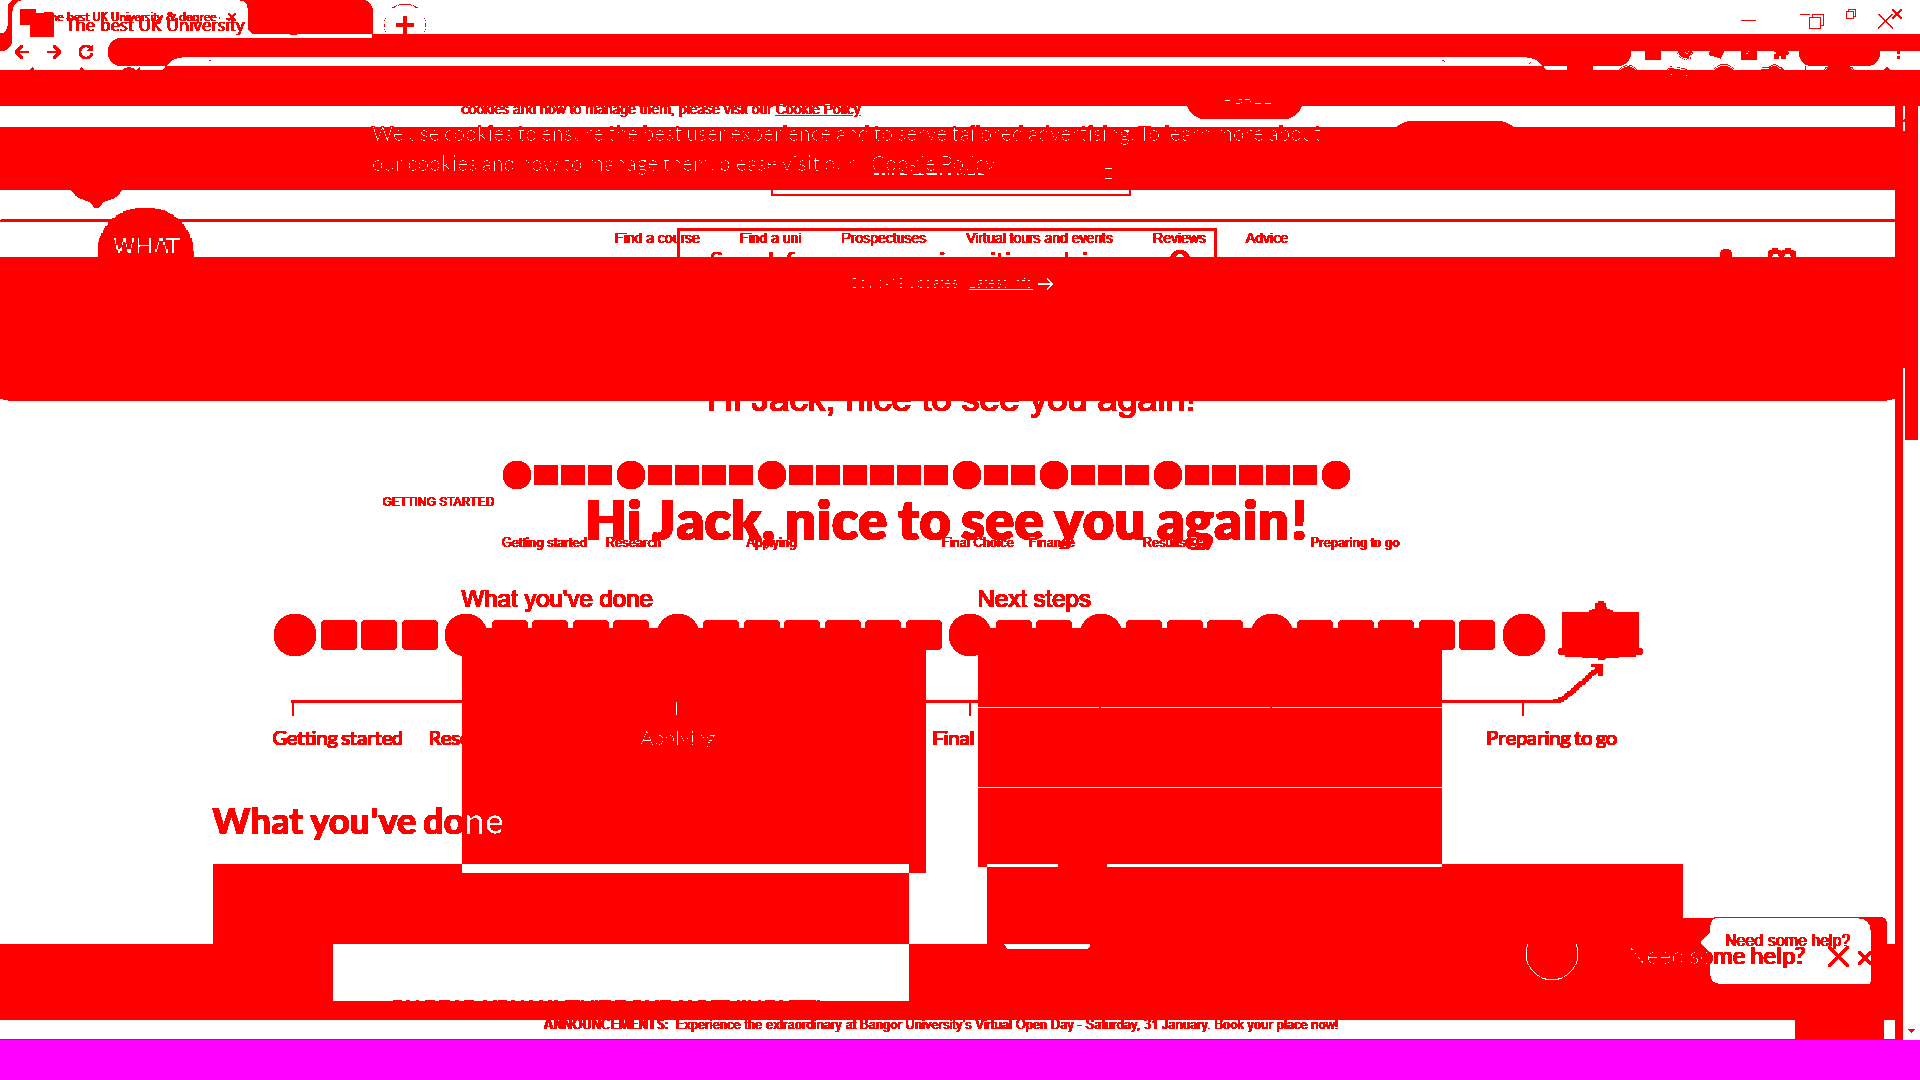 The best UK University & degree
The best UK University
cookies and how to manage them, please visit our Cookie Policy
We use cookies to ensure the best user experience and to serve tailored advertising. To learn more about
our cookies and how to manage them please visit our Cookie Policy
WHAT
Find a course Find a uni Prospectuses Virtual tours and events Reviews Advice
Latest info
Hi Jack, nice to see you again!
GETTING STARTED
Hi Jack, nice to see you again!
Getting started Research Applying Final Choice Finance Preparing to go
What you've done Next steps
Getting started Applying Final Preparing to go
What you've done
Need some help?
Need some help?
ANNOUNCEMENTS: Experience the extraordinary at Bangor University's Virtual Open Day - Saturday, 31 January. Book your place now!